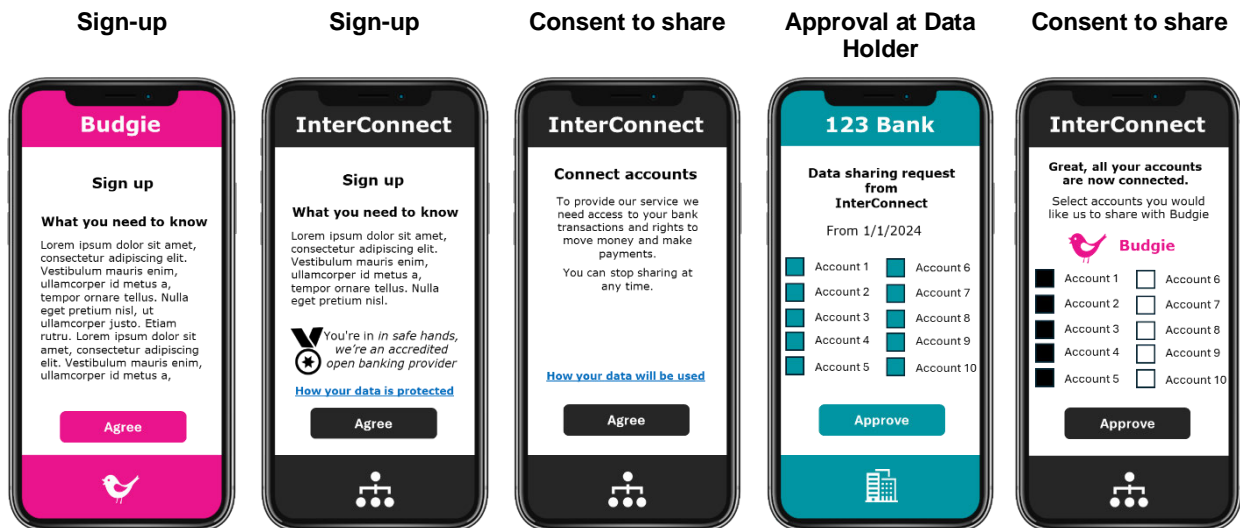 Sign-up
Sign-up
Consent to share
Approval at Data
Holder
Consent to share
Budgie
Sign up
What you need to know
Lorem ipsum dolor sit amet,
consectetur adipiscing elit.
Vestibulum mauris enim,
ullamcorper id metus a,
tempor ornare tellus. Nulla
eget pretium nisl, ut
ullamcorper justo. Etiam
rutru. Lorem ipsum dolor sit
amet, consectetur adipiscing
elit. Vestibulum mauris enim,
ullamcorper id metus a,
Agree
InterConnect
Sign up
What you need to know
Lorem ipsum dolor sit amet,
consectetur adipiscing elit.
Vestibulum mauris enim,
ullamcorper id metus a,
tempor ornare tellus. Nulla
eget pretium nisl.
You're in in safe hands,
we're an accredited
open banking provider
How your data is protected
Agree
InterConnect
Connect accounts
To provide our service we
need access to your bank
transactions and rights to
move money and make
payments.
You can stop sharing at
any time.
How your data will be used
Agree
123 Bank
Data sharing request
from
InterConnect
From 1/1/2024
Account 1 Account 6
Account 2 Account 7
Account 3 Account 8
Account 4 Account 9
Account 5 Account 10
Approve
InterConnect
Great, all your accounts
are now connected.
Select accounts you would
like us to share with Budgie
Budgie
Account 1 Account 6
Account 2 Account 7
Account 3 Account 8
Account 4 Account 9
Account 5 Account 10
Approve